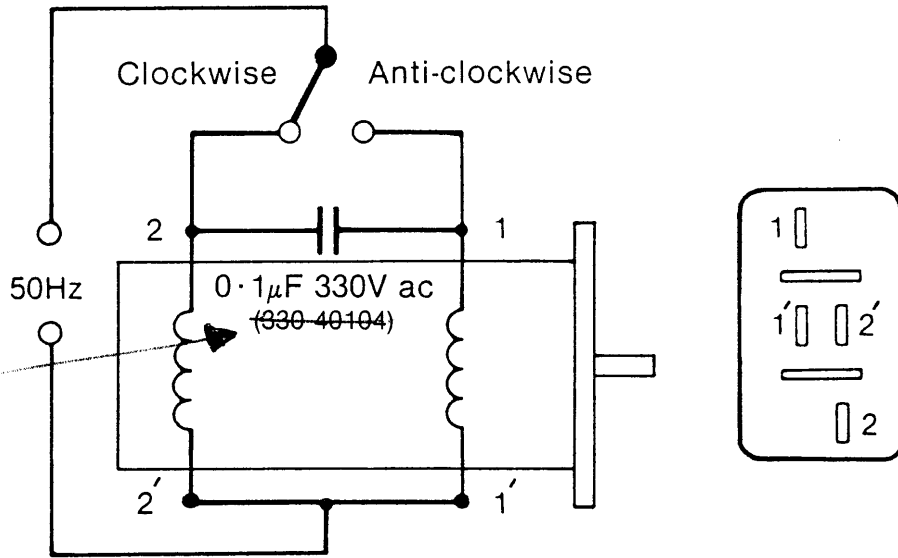 Clockwise Anti-clockwise
2 1
50Hz
0·1µF 330V ac
(330-40104)
2′ 1′
1
1′ 2′
2